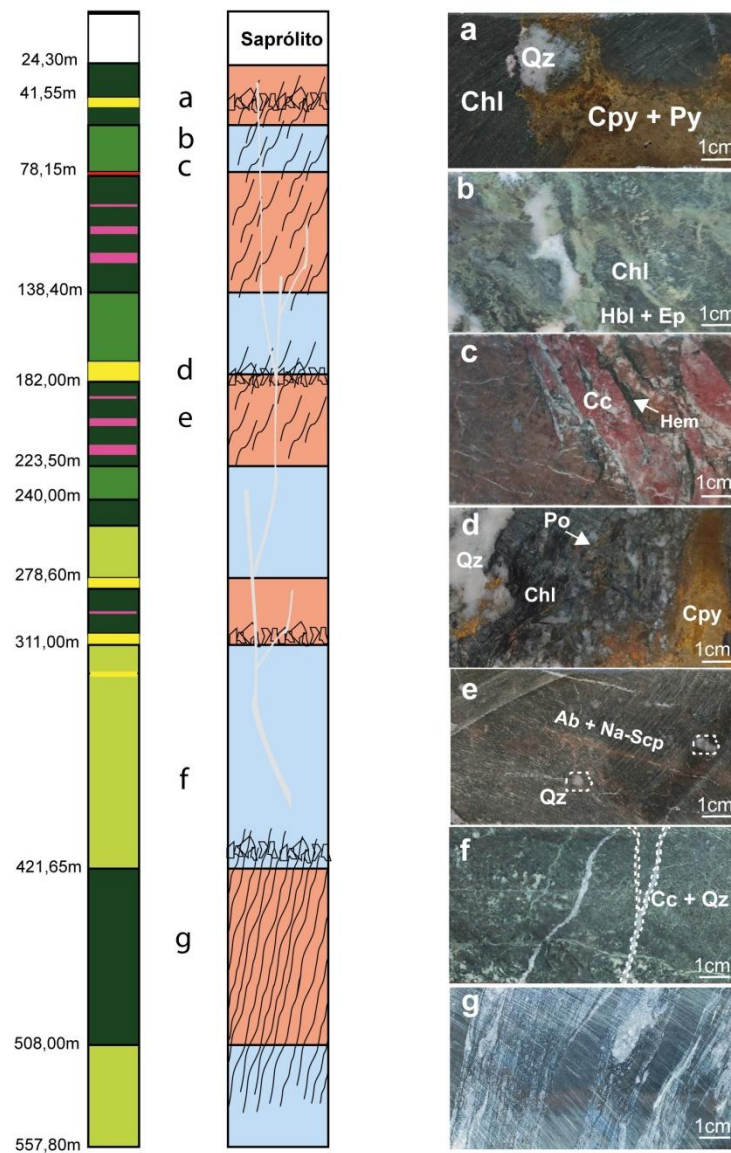 24,30m
41,55m
78,15m
138,40m
182,00m
223,50m
240,00m
278,60m
311,00m
421,65m
508,00m
557,80m
a
b
c
d
e
f
g
Saprólito
a
Qz
Chl
Cpy + Py
1cm
b
Chl
Hbl + Ep
1cm
c
Cc
Hem
1cm
d
Po
Qz
Chl
Cpy
1cm
e
Ab + Na-Scp
Qz
1cm
f
Cc + Qz
1cm
g
1cm